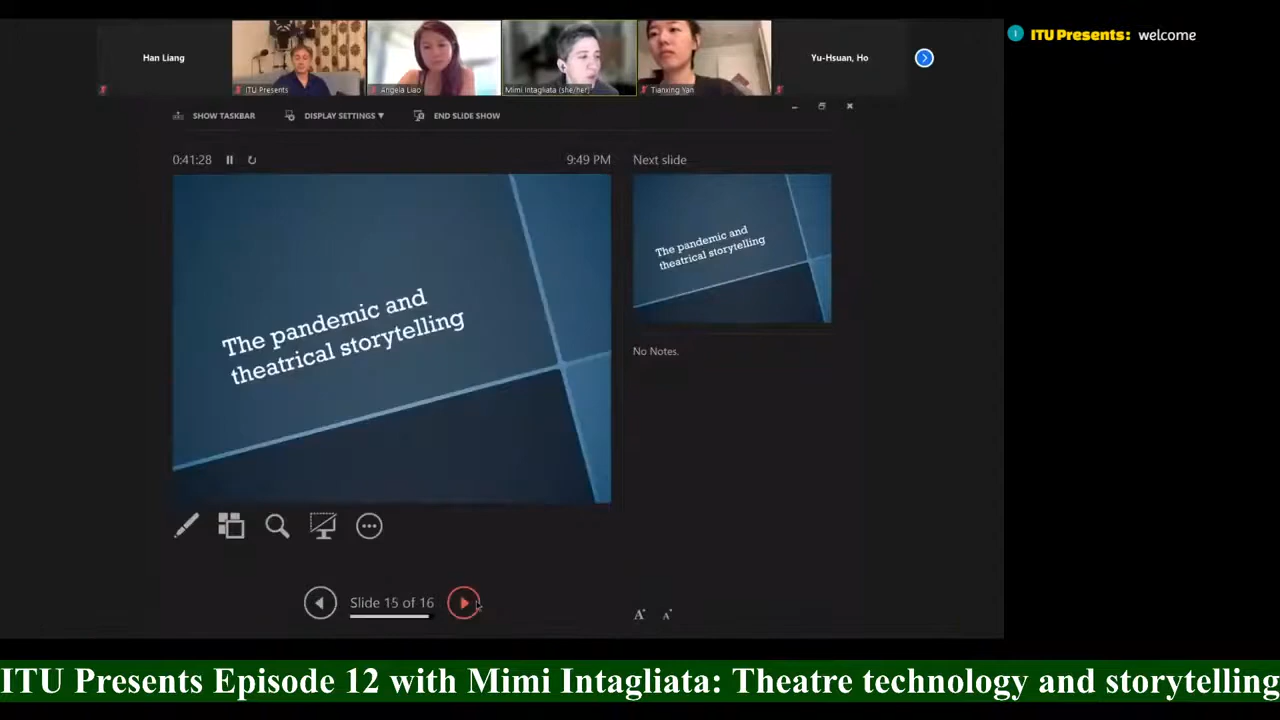 Han Liang
ITU Presents
Angela Liao
Mimi Intagliata (she/her)
Tianxing Yan
Yu-Hsuan, Ho
ITU Presents: welcome
SHOW TASKBAR
DISPLAY SETTINGS ▼
END SLIDE SHOW
0:41:28
9:49 PM
Next slide
The pandemic and
theatrical storytelling
The pandemic and
theatrical storytelling
No Notes.
Slide 15 of 16
A A
ITU Presents Episode 12 with Mimi Intagliata: Theatre technology and storytelling